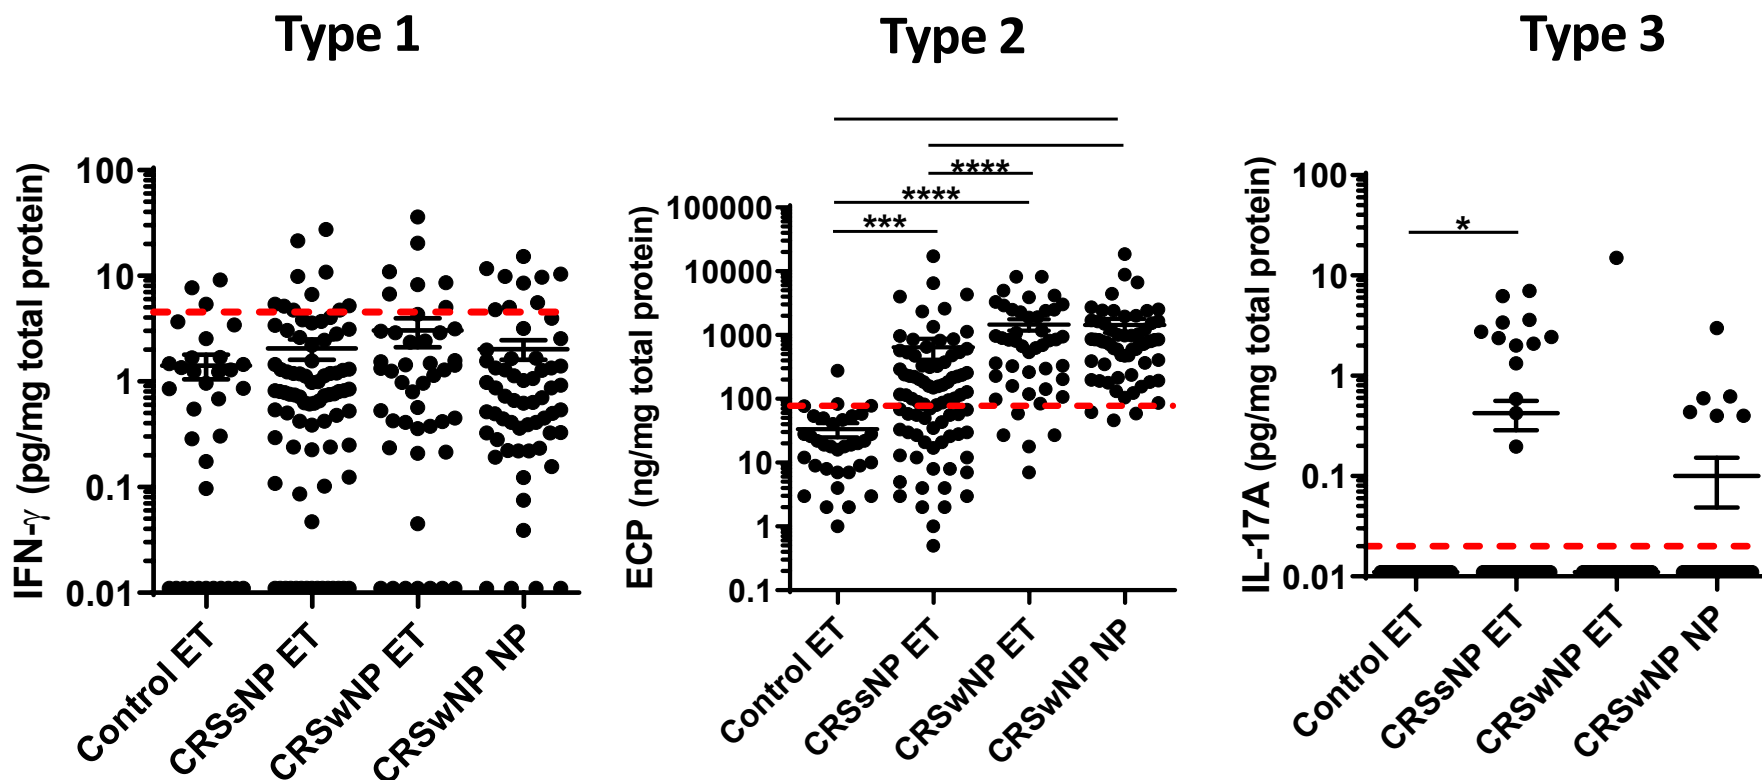 Type 1
Type 2
Type 3
IFN-γ (pg/mg total protein)
100
10
1
0.1
0.01
Control ET
CRSsNP ET
CRSwNP ET
CRSwNP NP
ECP (ng/mg total protein)
100000
10000
1000
100
10
1
0.1
****
****
***
Control ET
CRSsNP ET
CRSwNP ET
CRSwNP NP
IL-17A (pg/mg total protein)
100
10
1
0.1
0.01
*
Control ET
CRSsNP ET
CRSwNP ET
CRSwNP NP